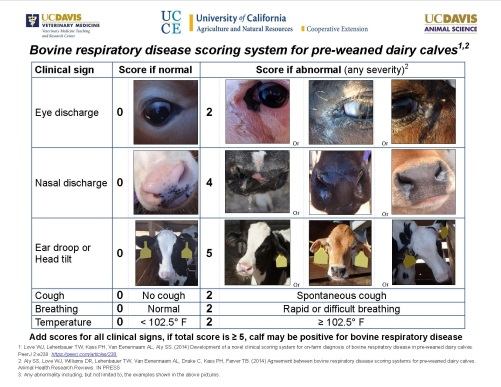 UCDAVIS
VETERINARY MEDICINE
Veterinary Medicine Teaching
and Research Center
UC
CE
University of California
Agriculture and Natural Resources
Cooperative Extension
UCDAVIS
ANIMAL SCIENCE
Bovine respiratory disease scoring system for pre-weaned dairy calves1,2
Clinical sign Score if normal Score if abnormal (any severity)2
Eye discharge 0 2 Or Or
Nasal discharge 0 4 Or Or
Ear droop or
Head tilt 0 5 Or Or
Cough 0 No cough 2 Spontaneous cough
Breathing 0 Normal 2 Rapid or difficult breathing
Temperature 0 < 102.5° F 2 ≥ 102.5° F
Add scores for all clinical signs, if total score is ≥ 5, calf may be positive for bovine respiratory disease
1: Love WJ, Lehenbauer TW, Kass PH, Van Eenennaam AL, Aly SS. (2014) Development of a novel clinical scoring system for on-farm diagnosis of bovine respiratory disease in pre-weaned dairy calves.
PeerJ 2:e238 https://peerj.com/articles/238
2: Aly SS, Love WJ, Williams DR, Lehenbauer TW, Van Eenennaam AL, Drake C, Kass PH, Farver TB. (2014) Agreement between bovine respiratory disease scoring systems for pre-weaned dairy calves.
Animal Health Research Reviews. IN PRESS
3: Any abnormality including, but not limited to, the examples shown in the above pictures.